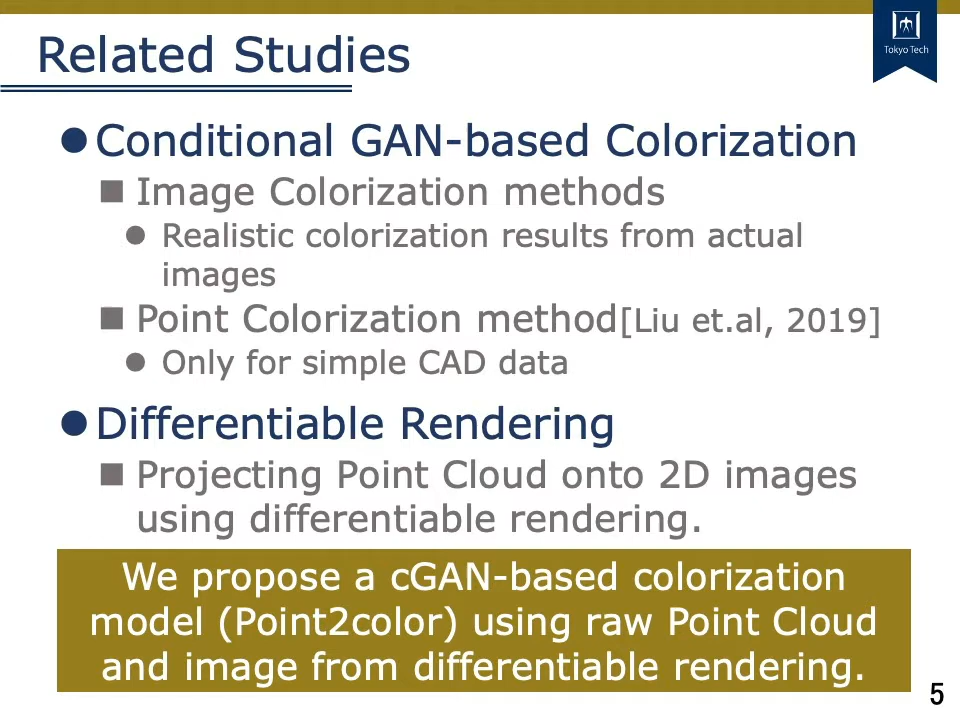 Related Studies
Tokyo Tech
● Conditional GAN-based Colorization
■ Image Colorization methods
● Realistic colorization results from actual
images
■ Point Colorization method[Liu et.al, 2019]
● Only for simple CAD data
● Differentiable Rendering
■ Projecting Point Cloud onto 2D images
using differentiable rendering.
We propose a cGAN-based colorization
model (Point2color) using raw Point Cloud
and image from differentiable rendering.
5